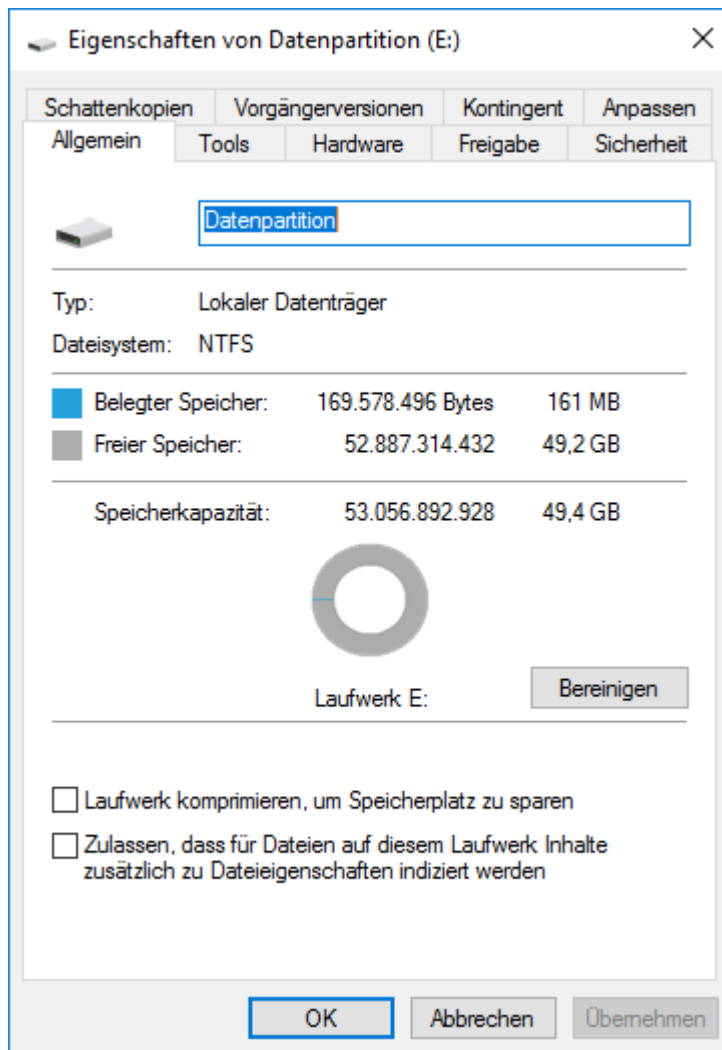 Eigenschaften von Datenpartition (E:)
Schattenkopien Vorgängerversionen Kontingent Anpassen
Allgemein Tools Hardware Freigabe Sicherheit
Datenpartition
Typ: Lokaler Datenträger
Dateisystem: NTFS
Belegter Speicher: 169.578.496 Bytes 161 MB
Freier Speicher: 52.887.314.432 49,2 GB
Speicherkapazität: 53.056.892.928 49,4 GB
Laufwerk E:
Bereinigen
Laufwerk komprimieren, um Speicherplatz zu sparen
Zulassen, dass für Dateien auf diesem Laufwerk Inhalte
zusätzlich zu Dateieigenschaften indiziert werden
OK Abbrechen Übernehmen